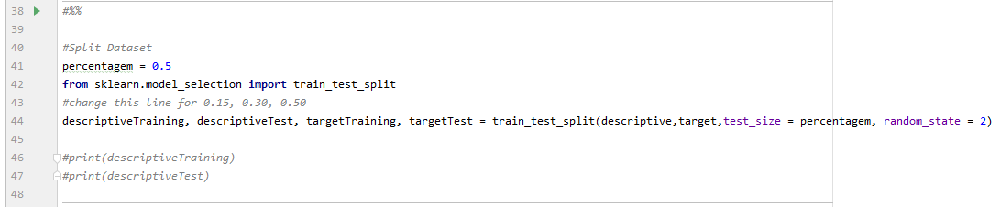 38 #%%
39
40 #Split Dataset
41 percentagem = 0.5
42 from sklearn.model_selection import train_test_split
43 #change this line for 0.15, 0.30, 0.50
44 descriptiveTraining, descriptiveTest, targetTraining, targetTest = train_test_split(descriptive,target,test_size = percentagem, random_state = 2)
45
46 #print(descriptiveTraining)
47 #print(descriptiveTest)
48